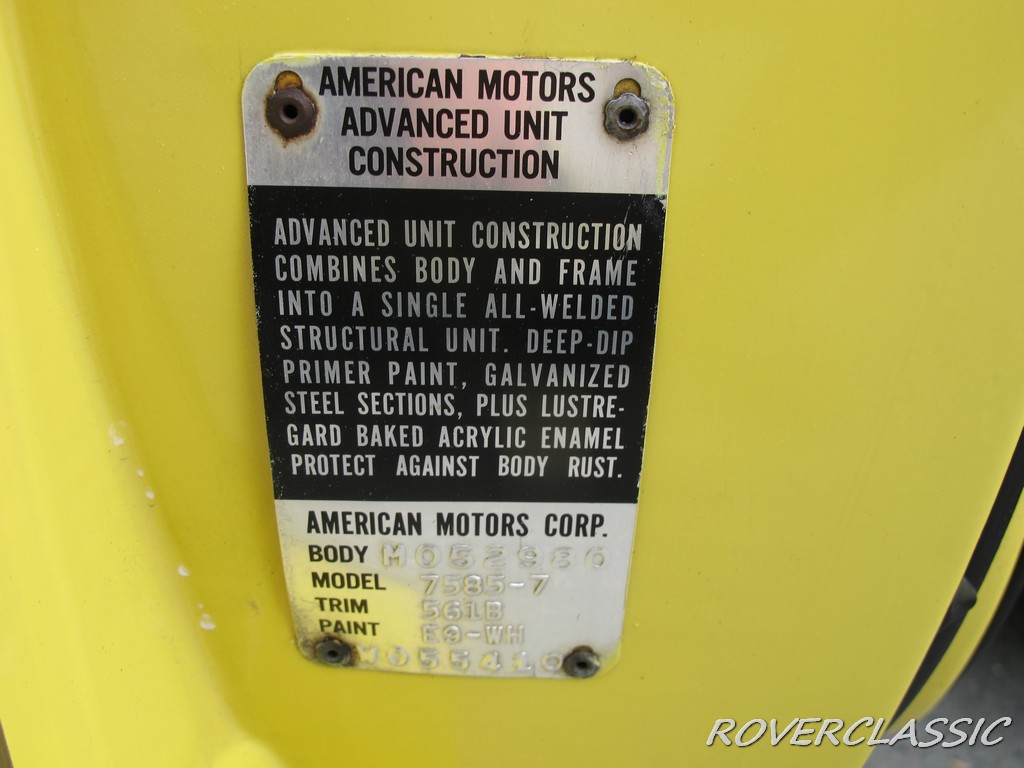 AMERICAN MOTORS
ADVANCED UNIT
CONSTRUCTION
ADVANCED UNIT CONSTRUCTION
COMBINES BODY AND FRAME
INTO A SINGLE ALL-WELDED
STRUCTURAL UNIT. DEEP-DIP
PRIMER PAINT, GALVANIZED
STEEL SECTIONS, PLUS LUSTRE-
GARD BAKED ACRYLIC ENAMEL
PROTECT AGAINST BODY RUST.
AMERICAN MOTORS CORP.
BODY M052980
MODEL 7585-7
TRIM 561B
PAINT E9-WH
W055410
ROVERCLASSIC